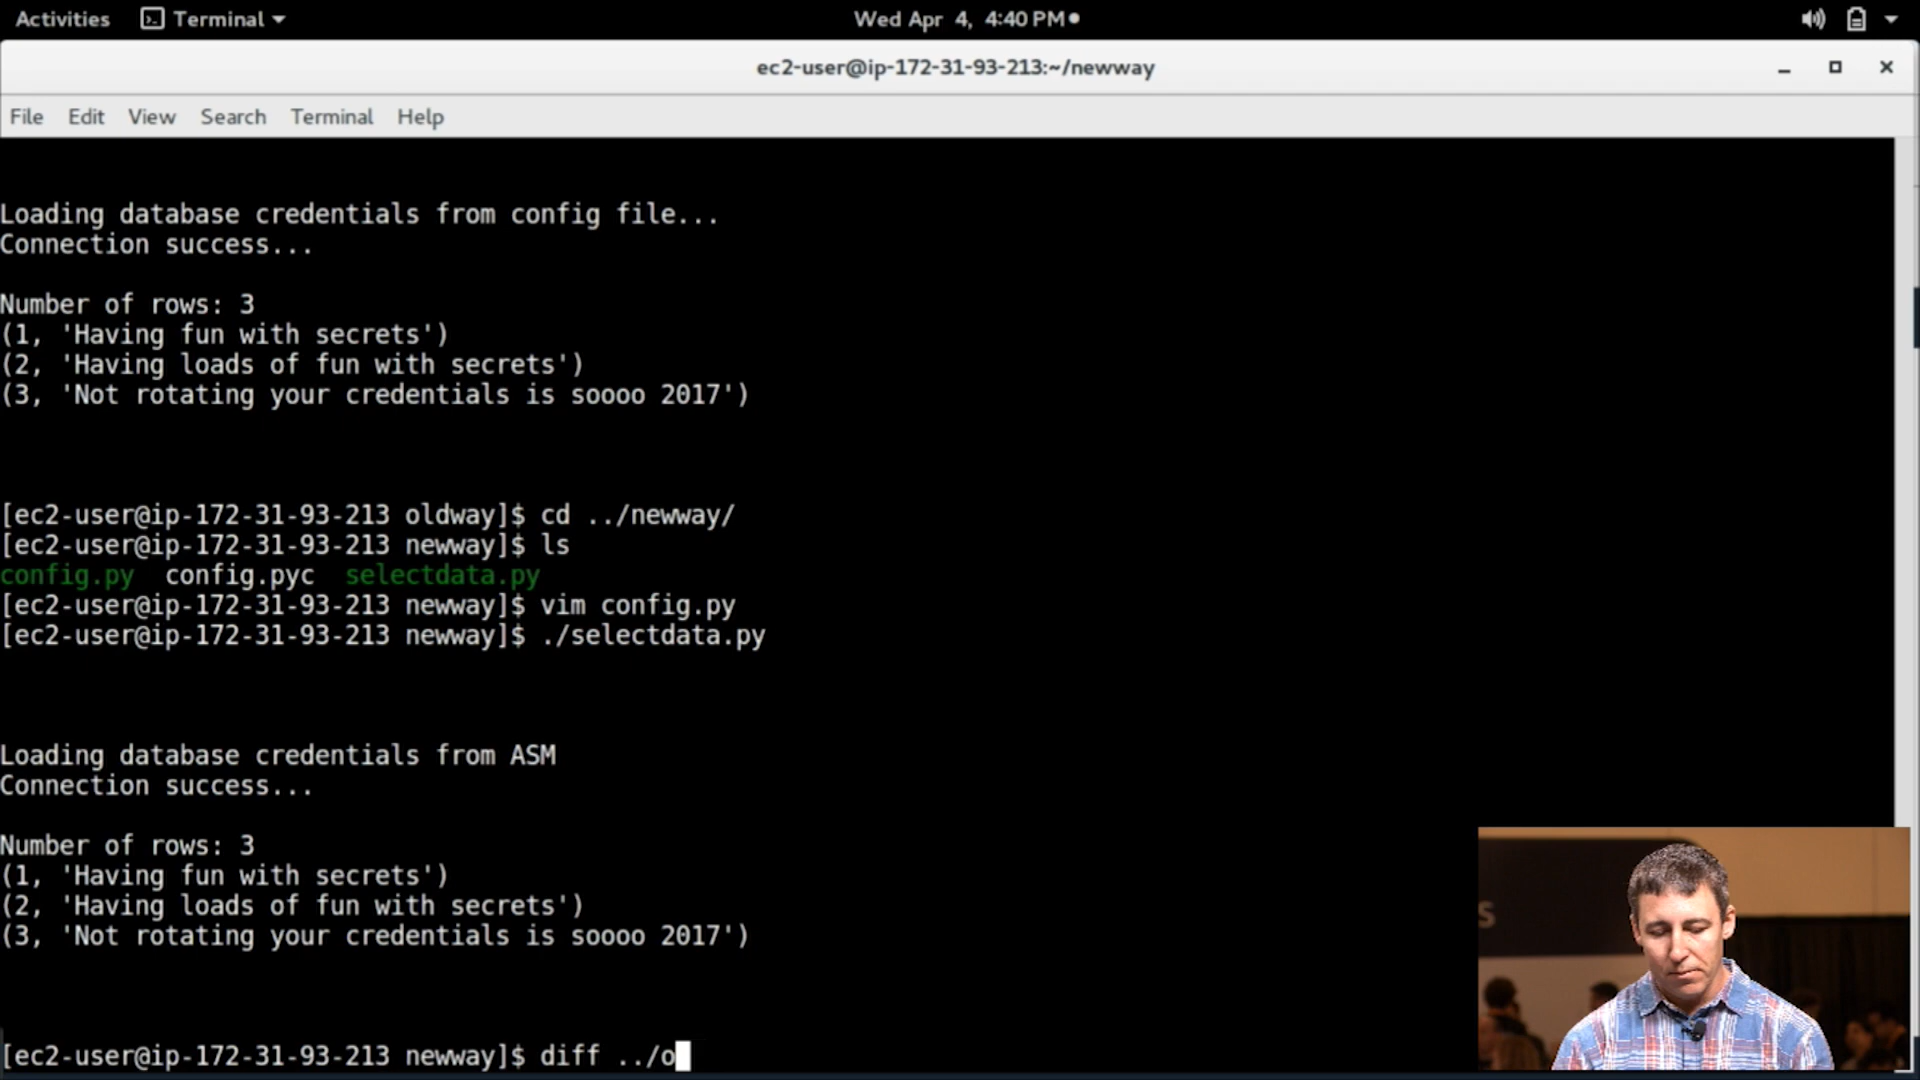 Activities Terminal Wed Apr 4, 4:40 PM
ec2-user@ip-172-31-93-213:~/newway
File Edit View Search Terminal Help
Loading database credentials from config file...
Connection success...
Number of rows: 3
(1, 'Having fun with secrets')
(2, 'Having loads of fun with secrets')
(3, 'Not rotating your credentials is soooo 2017')
[ec2-user@ip-172-31-93-213 oldway]$ cd ../newway/
[ec2-user@ip-172-31-93-213 newway]$ ls
config.py config.pyc selectdata.py
[ec2-user@ip-172-31-93-213 newway]$ vim config.py
[ec2-user@ip-172-31-93-213 newway]$ ./selectdata.py
Loading database credentials from ASM
Connection success...
Number of rows: 3
(1, 'Having fun with secrets')
(2, 'Having loads of fun with secrets')
(3, 'Not rotating your credentials is soooo 2017')
[ec2-user@ip-172-31-93-213 newway]$ diff ../o